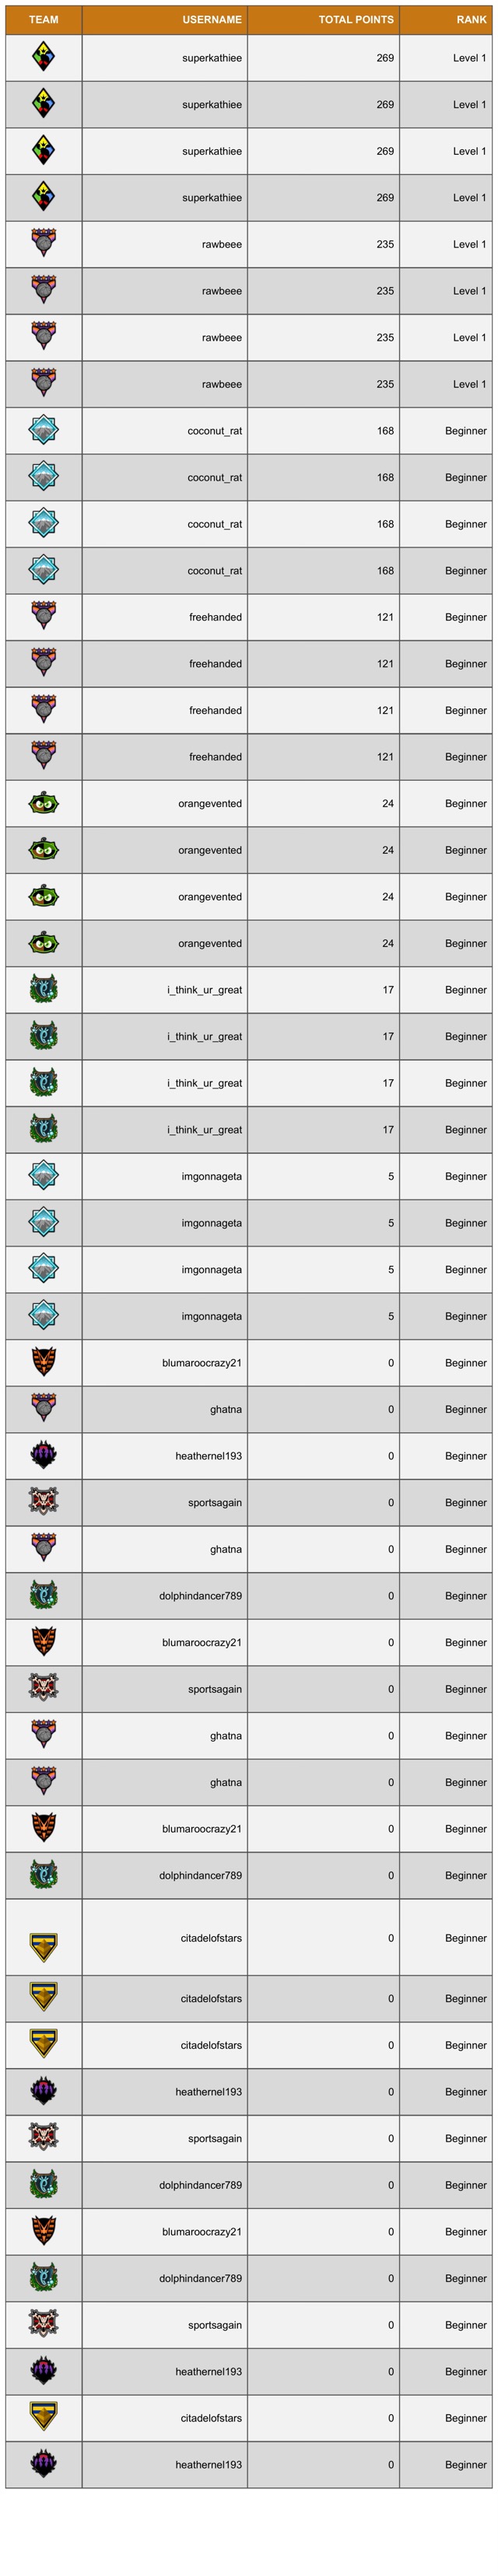 TEAM USERNAME TOTAL POINTS RANK
superkathiee 269 Level 1
superkathiee 269 Level 1
superkathiee 269 Level 1
superkathiee 269 Level 1
rawbeee 235 Level 1
rawbeee 235 Level 1
rawbeee 235 Level 1
rawbeee 235 Level 1
coconut_rat 168 Beginner
coconut_rat 168 Beginner
coconut_rat 168 Beginner
coconut_rat 168 Beginner
freehanded 121 Beginner
freehanded 121 Beginner
freehanded 121 Beginner
freehanded 121 Beginner
orangevented 24 Beginner
orangevented 24 Beginner
orangevented 24 Beginner
orangevented 24 Beginner
i_think_ur_great 17 Beginner
i_think_ur_great 17 Beginner
i_think_ur_great 17 Beginner
i_think_ur_great 17 Beginner
imgonnageta 5 Beginner
imgonnageta 5 Beginner
imgonnageta 5 Beginner
imgonnageta 5 Beginner
blumaroocrazy21 0 Beginner
ghatna 0 Beginner
heathernel193 0 Beginner
sportsagain 0 Beginner
ghatna 0 Beginner
dolphindancer789 0 Beginner
blumaroocrazy21 0 Beginner
sportsagain 0 Beginner
ghatna 0 Beginner
ghatna 0 Beginner
blumaroocrazy21 0 Beginner
dolphindancer789 0 Beginner
citadelofstars 0 Beginner
citadelofstars 0 Beginner
citadelofstars 0 Beginner
heathernel193 0 Beginner
sportsagain 0 Beginner
dolphindancer789 0 Beginner
blumaroocrazy21 0 Beginner
dolphindancer789 0 Beginner
sportsagain 0 Beginner
heathernel193 0 Beginner
citadelofstars 0 Beginner
heathernel193 0 Beginner